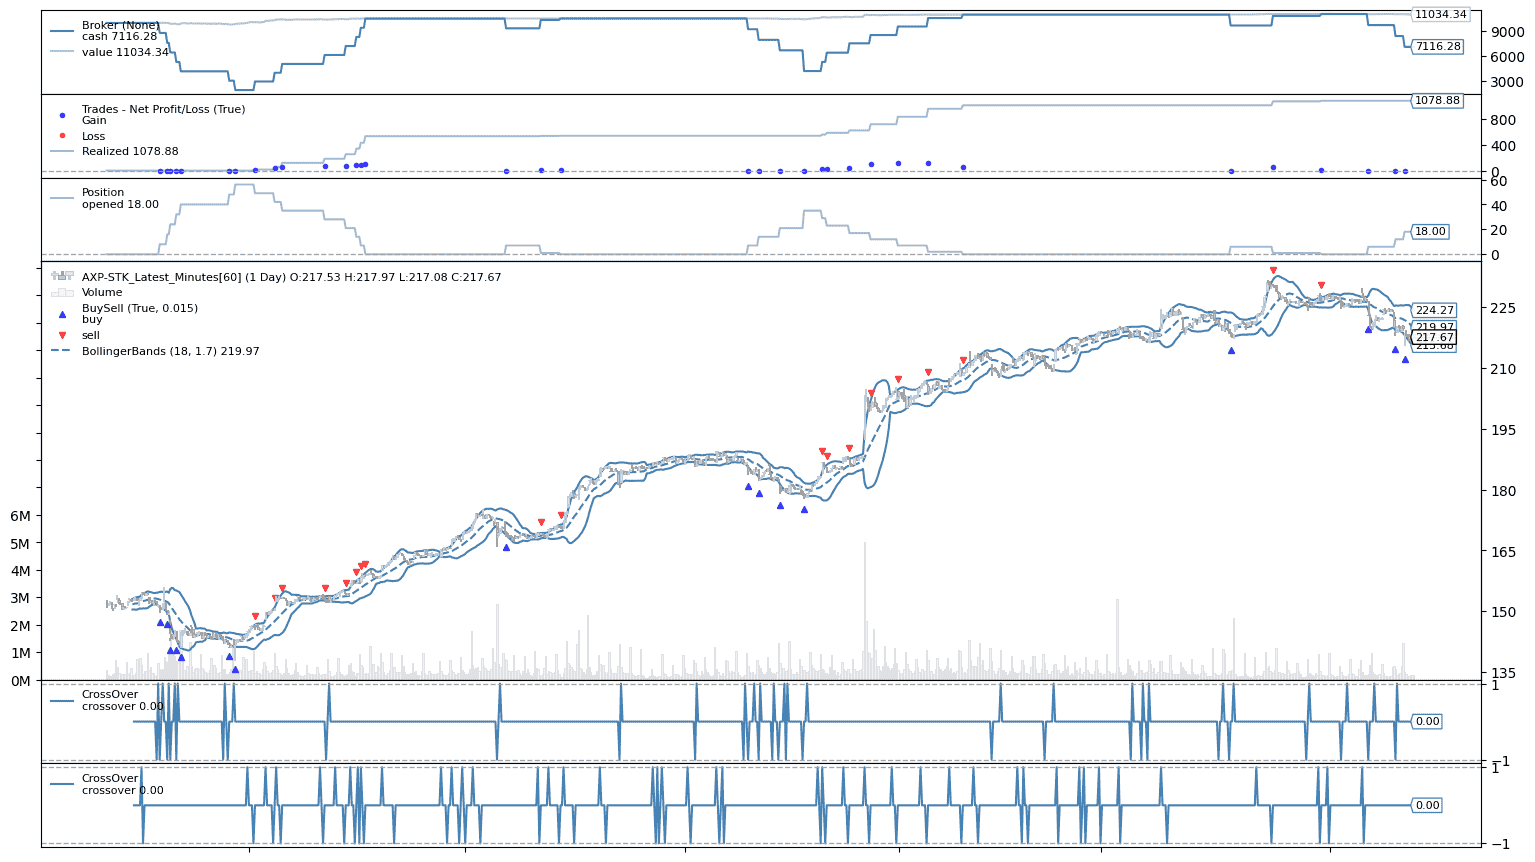 Broker (None)
cash 7116.28
value 11034.34
11034.34
9000
7116.28
6000
3000
Trades - Net Profit/Loss (True)
Gain
Loss
Realized 1078.88
1078.88
800
400
0
Position
opened 18.00
60
40
20
18.00
0
AXP-STK_Latest_Minutes[60] (1 Day) O:217.53 H:217.97 L:217.08 C:217.67
Volume
BuySell (True, 0.015)
buy
sell
BollingerBands (18, 1.7) 219.97
225
224.27
219.97
217.67
215.68
210
195
180
165
150
135
6M
5M
4M
3M
2M
1M
0M
CrossOver
crossover 0.00
1
0.00
−1
CrossOver
crossover 0.00
1
0.00
−1